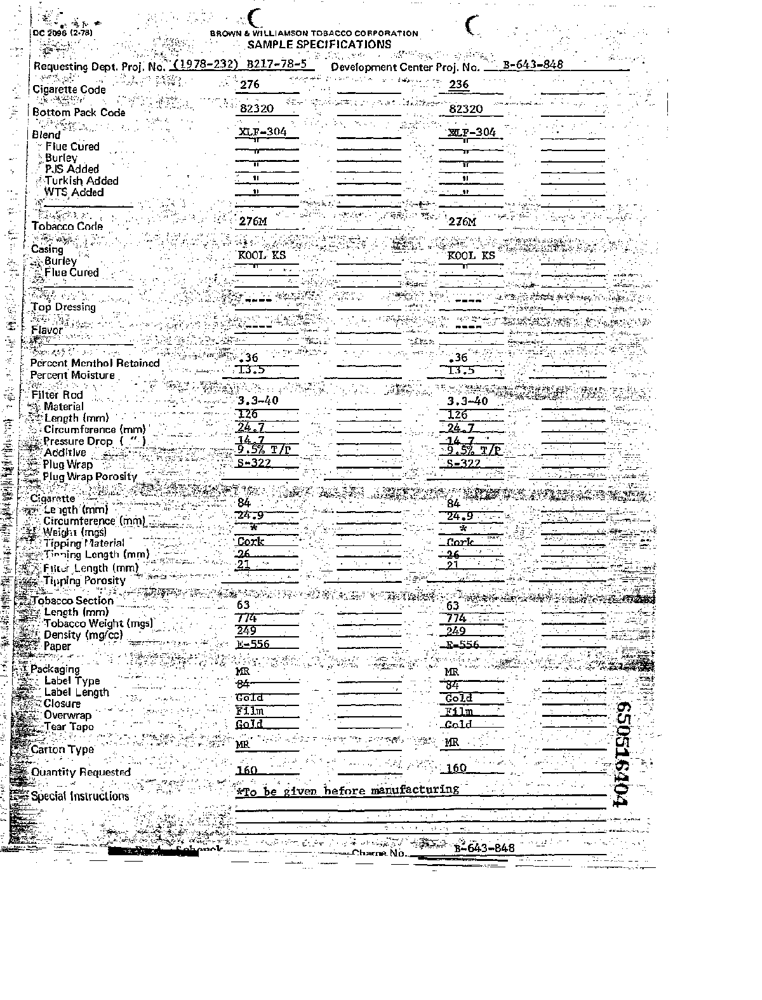 DC 2096 (2-78)
BROWN & WILLIAMSON TOBACCO CORPORATION
SAMPLE SPECIFICATIONS
Requesting Dept. Proj. No. (1978-232) B217-78-5 Development Center Proj. No. B-643-848
Cigarette Code 276 236
Bottom Pack Code 82320 82320
Blend XLF-304 XLF-304
Flue Cured " "
Burley " "
PJS Added " "
Turkish Added " "
WTS Added " "
Tobacco Code 276M 276M
Casing
Burley KOOL KS KOOL KS
Flue Cured " "
Top Dressing ---- ----
Flavor ---- ----
Percent Menthol Retained .36 .36
Percent Moisture 13.5 13.5
Filter Rod
Material 3.3-40 3.3-40
Length (mm) 126 126
Circumference (mm) 24.7 24.7
Pressure Drop ( " ) 14.7 14.7
Additive 9.5% T/P 9.5% T/P
Plug Wrap S-322 S-322
Plug Wrap Porosity
Cigarette
Length (mm) 84 84
Circumference (mm) 24.9 24.9
Weight (mgs) * *
Tipping Material Cork Cork
Tipping Length (mm) 26 26
Filter Length (mm) 21 21
Tipping Porosity
Tobacco Section
Length (mm) 63 63
Tobacco Weight (mgs) 774 774
Density (mg/cc) 249 249
Paper E-556 E-556
Packaging
Label Type MR MR
Label Length 84 84
Closure Gold Gold
Overwrap Film Film
Tear Tape Gold Gold
Carton Type MR MR
Quantity Requested 160 160
Special Instructions *To be given before manufacturing
Charge No. B-643-848
650516404